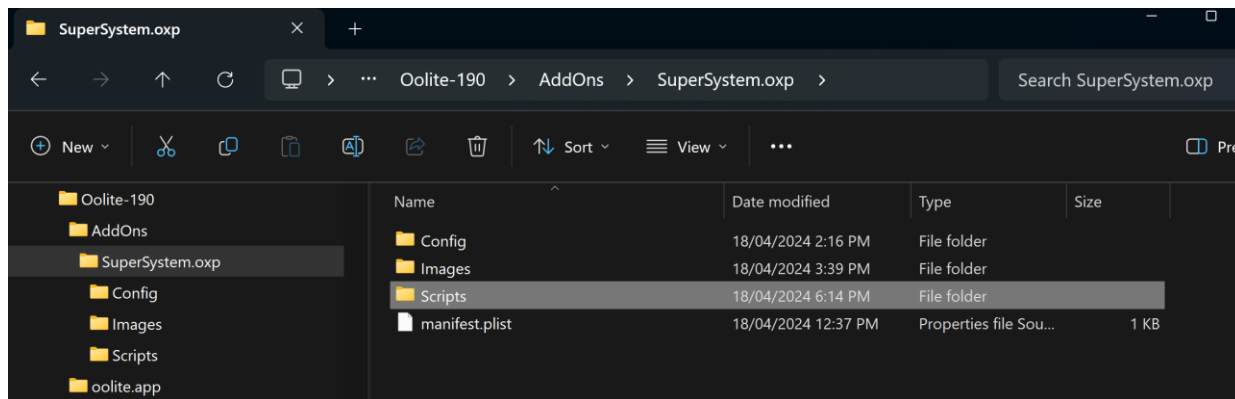 SuperSystem.oxp
Oolite-190 > AddOns > SuperSystem.oxp >
Search SuperSystem.oxp
New
Sort
View
Pre
Oolite-190
AddOns
SuperSystem.oxp
Config
Images
Scripts
oolite.app
Name Date modified Type Size
Config 18/04/2024 2:16 PM File folder
Images 18/04/2024 3:39 PM File folder
Scripts 18/04/2024 6:14 PM File folder
manifest.plist 18/04/2024 12:37 PM Properties file Sou... 1 KB